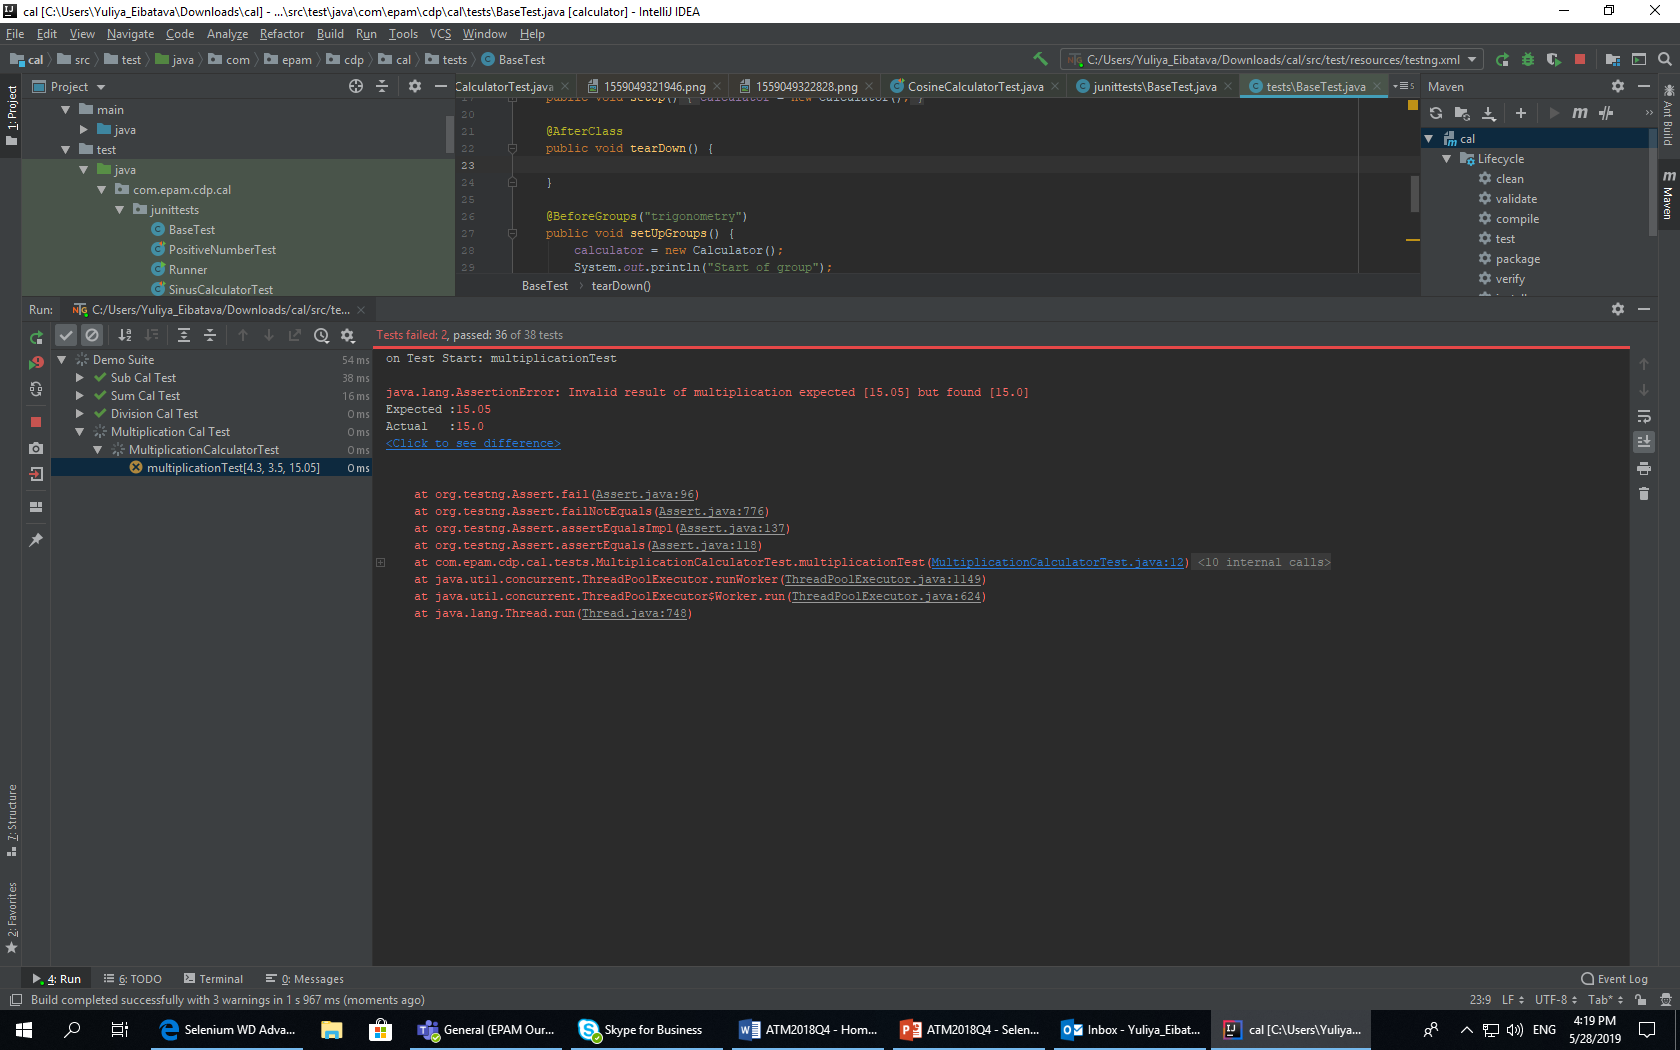 cal [C:\Users\Yuliya_Eibatava\Downloads\cal] - ...\src\test\java\com\epam\cdp\cal\tests\BaseTest.java [calculator] - IntelliJ IDEA
File Edit View Navigate Code Analyze Refactor Build Run Tools VCS Window Help
cal src test java com epam cdp cal tests BaseTest
C:/Users/Yuliya_Eibatava/Downloads/cal/src/test/resources/testng.xml
1: Project
Project
CalculatorTest.java 1559049321946.png 1559049322828.png CosineCalculatorTest.java junittests\BaseTest.java tests\BaseTest.java
Maven
Ant Build
Maven
main
java
test
java
com.epam.cdp.cal
junittests
BaseTest
PositiveNumberTest
Runner
SinusCalculatorTest
public void setUp() { calculator = new Calculator(); }
20
21 @AfterClass
22 public void tearDown() {
23
24 }
25
26 @BeforeGroups("trigonometry")
27 public void setUpGroups() {
28 calculator = new Calculator();
29 System.out.println("Start of group");
BaseTest tearDown()
cal
Lifecycle
clean
validate
compile
test
package
verify
Run: C:/Users/Yuliya_Eibatava/Downloads/cal/src/te...
Tests failed: 2, passed: 36 of 38 tests
Demo Suite 54 ms
Sub Cal Test 38 ms
Sum Cal Test 16 ms
Division Cal Test 0 ms
Multiplication Cal Test 0 ms
MultiplicationCalculatorTest 0 ms
multiplicationTest[4.3, 3.5, 15.05] 0 ms
on Test Start: multiplicationTest
java.lang.AssertionError: Invalid result of multiplication expected [15.05] but found [15.0]
Expected :15.05
Actual   :15.0
<Click to see difference>
at org.testng.Assert.fail(Assert.java:96)
at org.testng.Assert.failNotEquals(Assert.java:776)
at org.testng.Assert.assertEqualsImpl(Assert.java:137)
at org.testng.Assert.assertEquals(Assert.java:118)
at com.epam.cdp.cal.tests.MultiplicationCalculatorTest.multiplicationTest(MultiplicationCalculatorTest.java:12) <10 internal calls>
at java.util.concurrent.ThreadPoolExecutor.runWorker(ThreadPoolExecutor.java:1149)
at java.util.concurrent.ThreadPoolExecutor$Worker.run(ThreadPoolExecutor.java:624)
at java.lang.Thread.run(Thread.java:748)
7: Structure
2: Favorites
4: Run 6: TODO Terminal 0: Messages Event Log
Build completed successfully with 3 warnings in 1 s 967 ms (moments ago) 23:9 LF UTF-8 Tab*
Selenium WD Adva... General (EPAM Our... Skype for Business ATM2018Q4 - Hom... ATM2018Q4 - Selen... Inbox - Yuliya_Eibat... cal [C:\Users\Yuliya... ENG 4:19 PM
5/28/2019